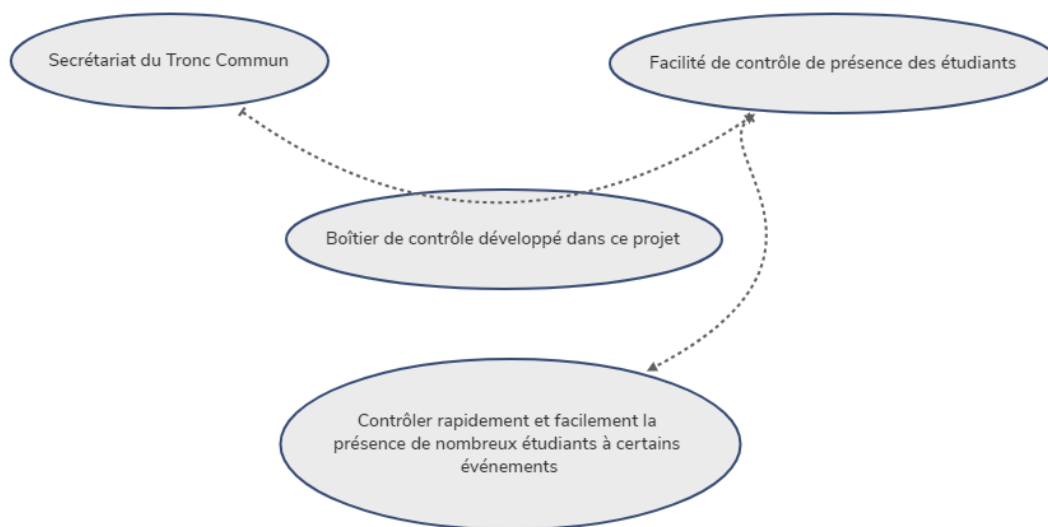 Secrétariat du Tronc Commun
Facilité de contrôle de présence des étudiants
Boîtier de contrôle développé dans ce projet
Contrôler rapidement et facilement la
présence de nombreux étudiants à certains
événements